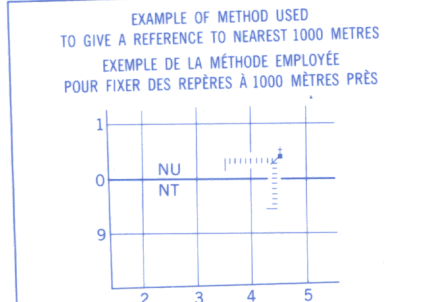 EXAMPLE OF METHOD USED
TO GIVE A REFERENCE TO NEAREST 1000 METRES
EXEMPLE DE LA MÉTHODE EMPLOYÉE
POUR FIXER DES REPÈRES À 1000 MÈTRES PRÈS
1
NU
0
NT
9
2 3 4 5